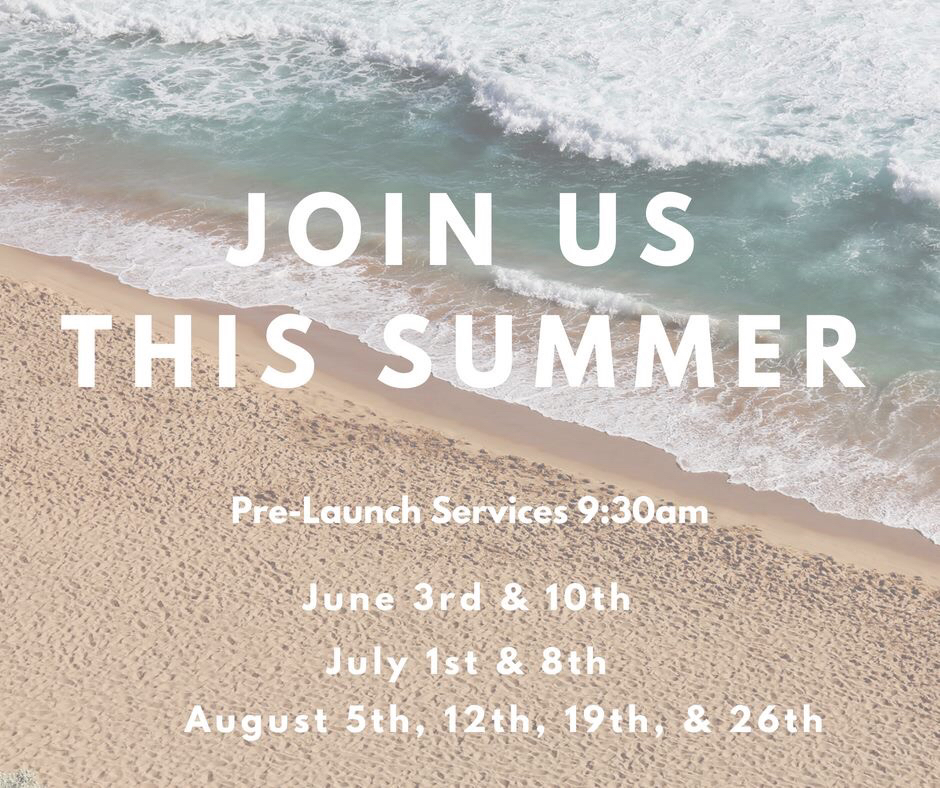 JOIN US
THIS SUMMER
Pre-Launch Services 9:30am
June 3rd & 10th
July 1st & 8th
August 5th, 12th, 19th, & 26th